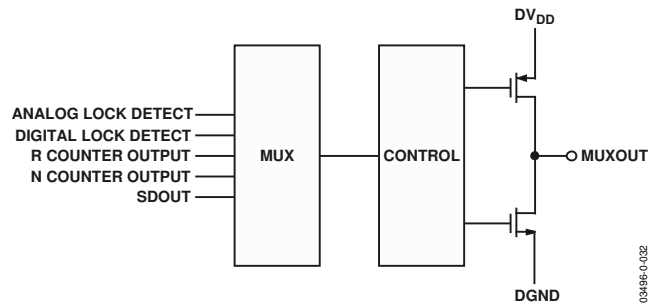 DVDD
ANALOG LOCK DETECT
DIGITAL LOCK DETECT
R COUNTER OUTPUT
N COUNTER OUTPUT
SDOUT
MUX
CONTROL
MUXOUT
DGND
03496-0-032